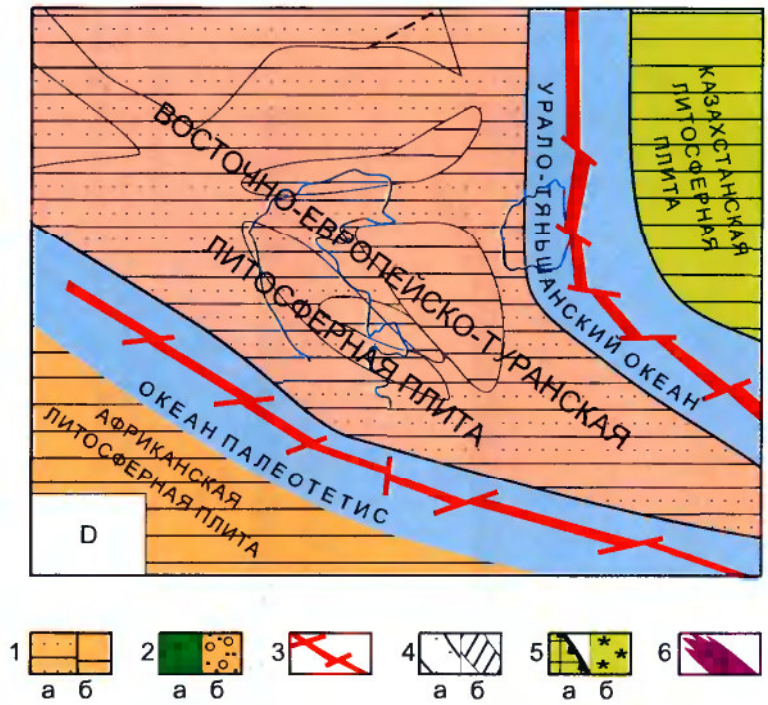 ВОСТОЧНО-ЕВРОПЕЙСКО-ТУРАНСКАЯ
ЛИТОСФЕРНАЯ ПЛИТА
УРАЛО-ТЯНЬШАНСКИЙ ОКЕАН
КАЗАХСТАНСКАЯ
ЛИТОСФЕРНАЯ
ПЛИТА
ОКЕАН ПАЛЕОТЕТИС
АФРИКАНСКАЯ
ЛИТОСФЕРНАЯ ПЛИТА
D
1 2 3 4 5 6
а б а б а б а б